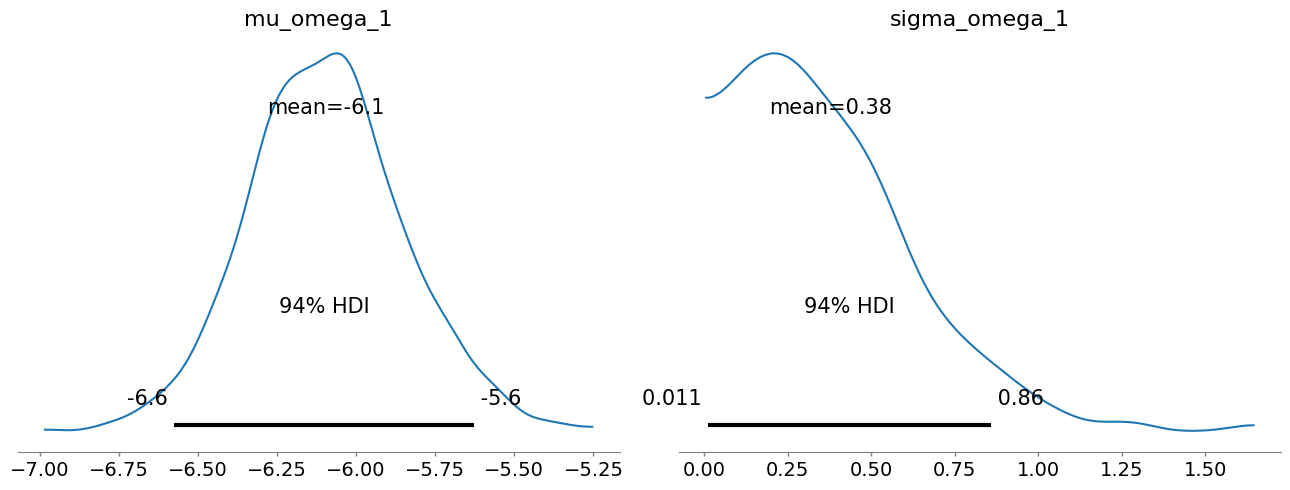 mu_omega_1
mean=-6.1
94% HDI
-6.6
-5.6
−7.00 −6.75 −6.50 −6.25 −6.00 −5.75 −5.50 −5.25
sigma_omega_1
mean=0.38
94% HDI
0.011
0.86
0.00 0.25 0.50 0.75 1.00 1.25 1.50